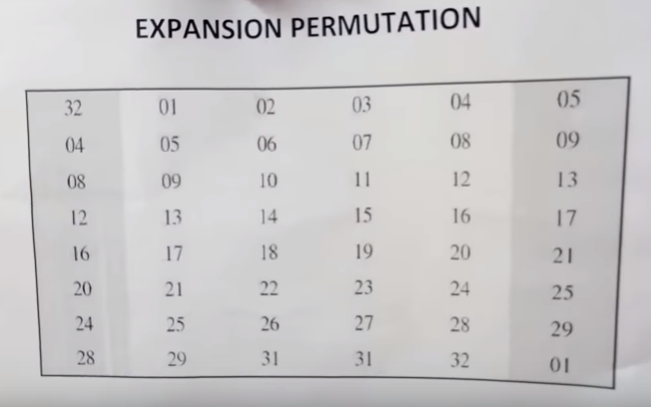 EXPANSION PERMUTATION
32 01 02 03 04 05
04 05 06 07 08 09
08 09 10 11 12 13
12 13 14 15 16 17
16 17 18 19 20 21
20 21 22 23 24 25
24 25 26 27 28 29
28 29 31 31 32 01